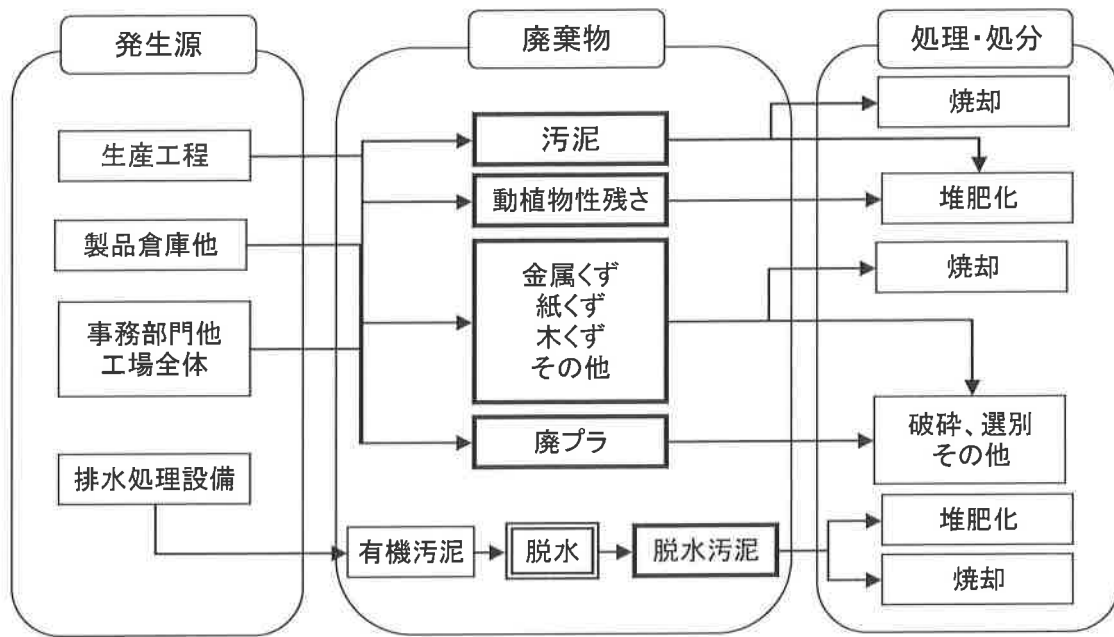 発生源
廃棄物
処理・処分
生産工程
製品倉庫他
事務部門他
工場全体
排水処理設備
汚泥
動植物性残さ
金属くず
紙くず
木くず
その他
廃プラ
有機汚泥
脱水
脱水汚泥
焼却
堆肥化
焼却
破砕、選別
その他
堆肥化
焼却